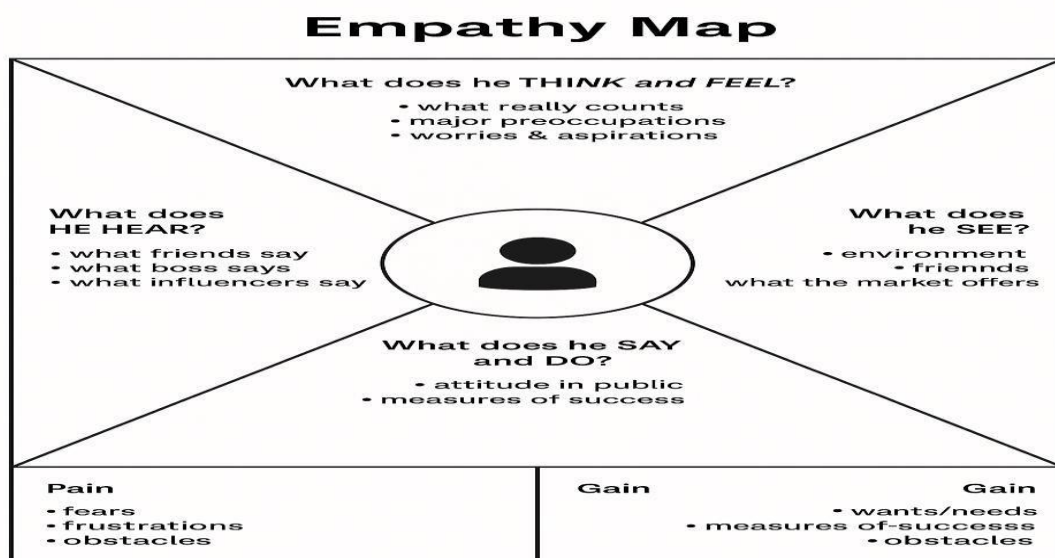 Empathy Map
What does he THINK and FEEL?
• what really counts
• major preoccupations
• worries & aspirations
What does
HE HEAR?
• what friends say
• what boss says
• what influencers say
What does
he SEE?
• environment
• friennds
what the market offers
What does he SAY
and DO?
• attitude in public
• measures of success
Pain
• fears
• frustrations
• obstacles
Gain
Gain
• wants/needs
• measures of-successs
• obstacles